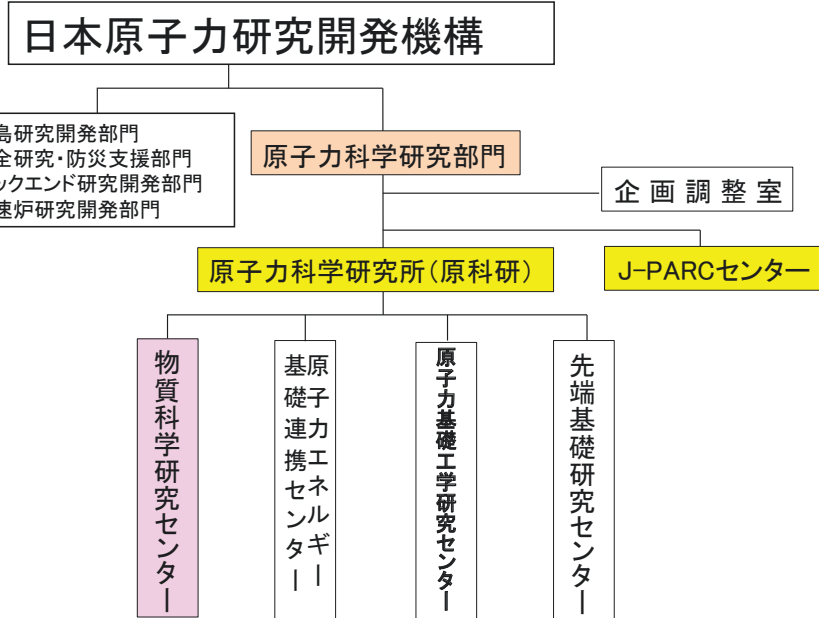 日本原子力研究開発機構
島研究開発部門
全研究・防災支援部門
ックエンド研究開発部門
速炉研究開発部門
原子力科学研究部門
企画調整室
原子力科学研究所（原科研）
J-PARCセンター
物質科学研究センター
原子力エネルギー
基礎連携センター
原子力基礎工学研究センター
先端基礎研究センター